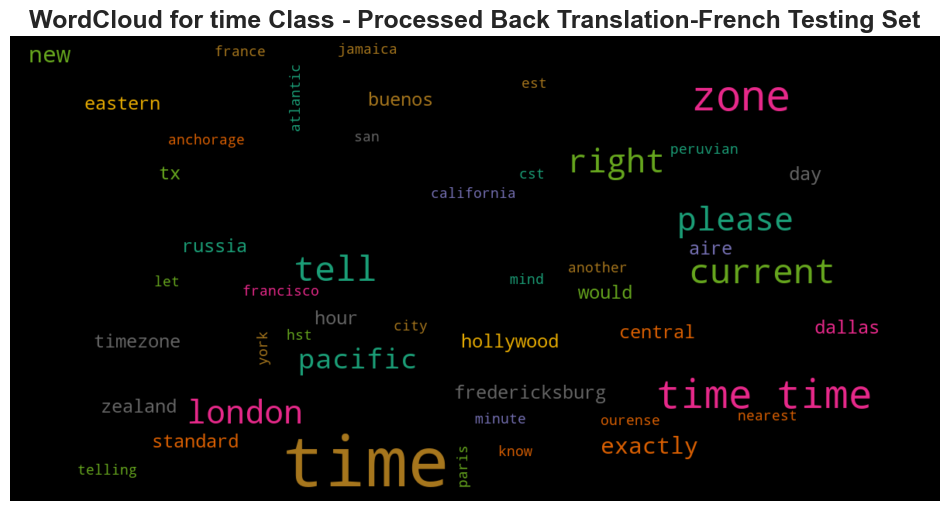 WordCloud for time Class - Processed Back Translation-French Testing Set
new
france
jamaica
est
zone
eastern
atlantic
buenos
anchorage
san
right
peruvian
tx
cst
day
california
please
russia
tell
aire
current
let
francisco
mind
another
would
hour
city
timezone
york
hst
hollywood
central
dallas
pacific
zealand
london
fredericksburg
time time
minute
ourense
nearest
standard
exactly
time
telling
paris
know